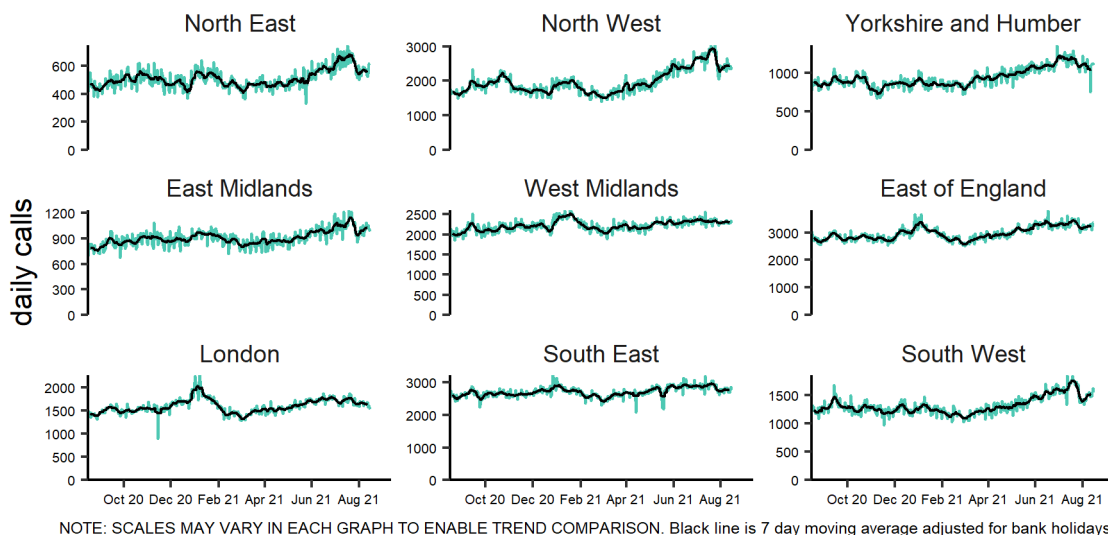 North East North West Yorkshire and Humber
600 3000 1000
400 2000 500
200 1000 0
0 0
East Midlands West Midlands East of England
1200 2500 3000
900 2000 2000
600 1500 1000
300 1000 0
0 500
0
daily calls
London South East South West
2000 3000 1500
1500 2000 1000
1000 1000 500
500 0 0
0
Oct 20 Dec 20 Feb 21 Apr 21 Jun 21 Aug 21 Oct 20 Dec 20 Feb 21 Apr 21 Jun 21 Aug 21 Oct 20 Dec 20 Feb 21 Apr 21 Jun 21 Aug 21
NOTE: SCALES MAY VARY IN EACH GRAPH TO ENABLE TREND COMPARISON. Black line is 7 day moving average adjusted for bank holidays